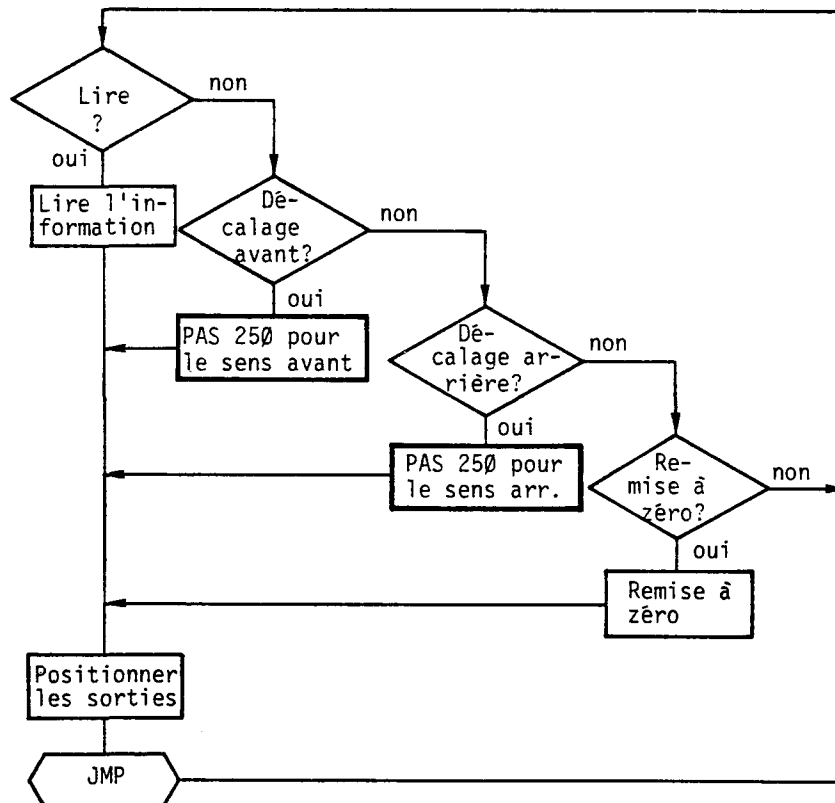 Lire
?
non
oui
Lire l'in-
formation
Dé-
calage
avant?
non
oui
PAS 25Ø pour
le sens avant
Dé-
calage ar-
rière?
non
oui
PAS 25Ø pour
le sens arr.
Re-
mise à
zéro?
non
oui
Remise à
zéro
Positionner
les sorties
JMP